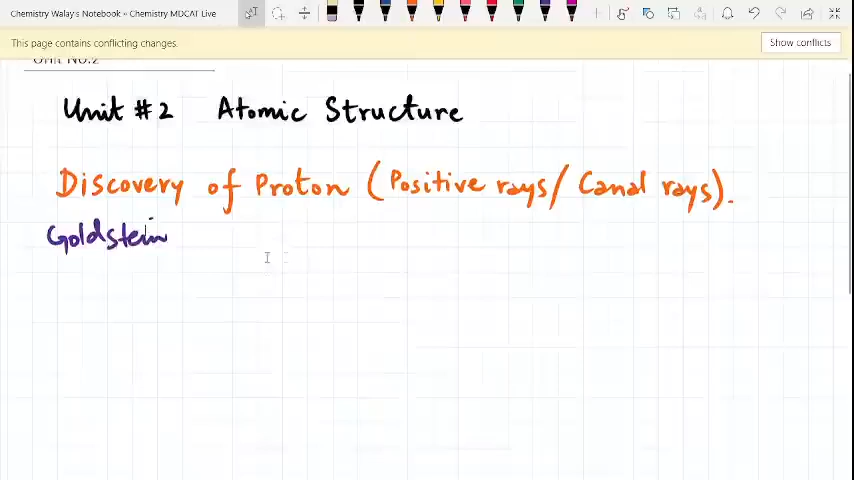 Chemistry Walay's Notebook » Chemistry MDCAT Live
This page contains conflicting changes.
Show conflicts
Unit No.2
Unit #2 Atomic Structure
Discovery of Proton (Positive rays/ Canal rays).
Goldstein